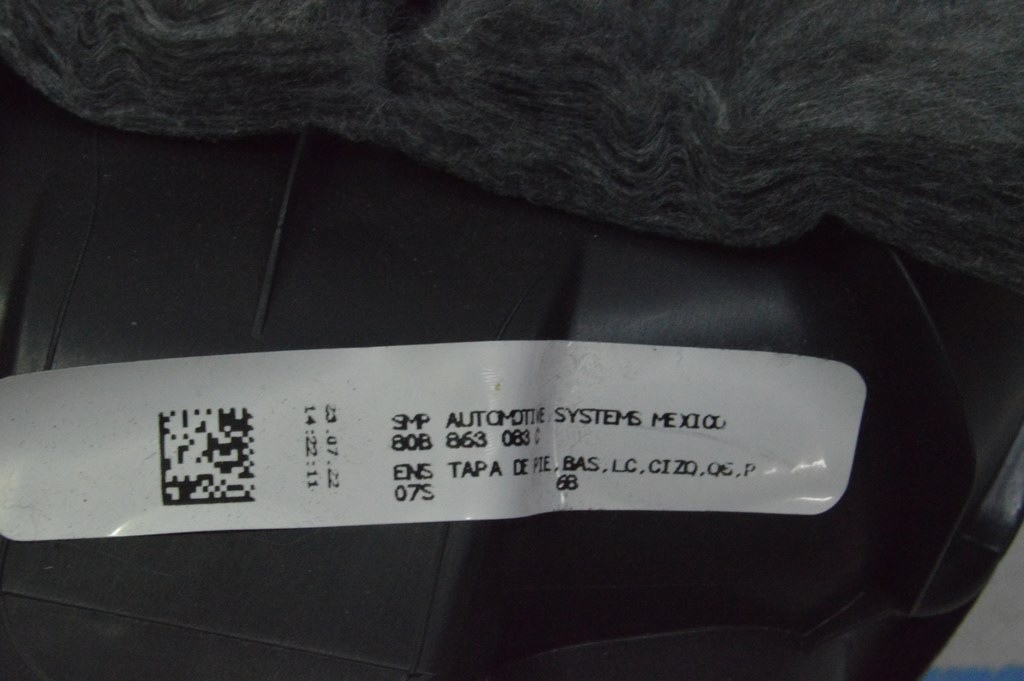 23.07.22
14:22:11
SMP AUTOMOTIVE SYSTEMS MEXICO
80B 863 083 C
ENS TAPA DE PIE,BAS,LC,CIZQ,Q6,P
07S 6B